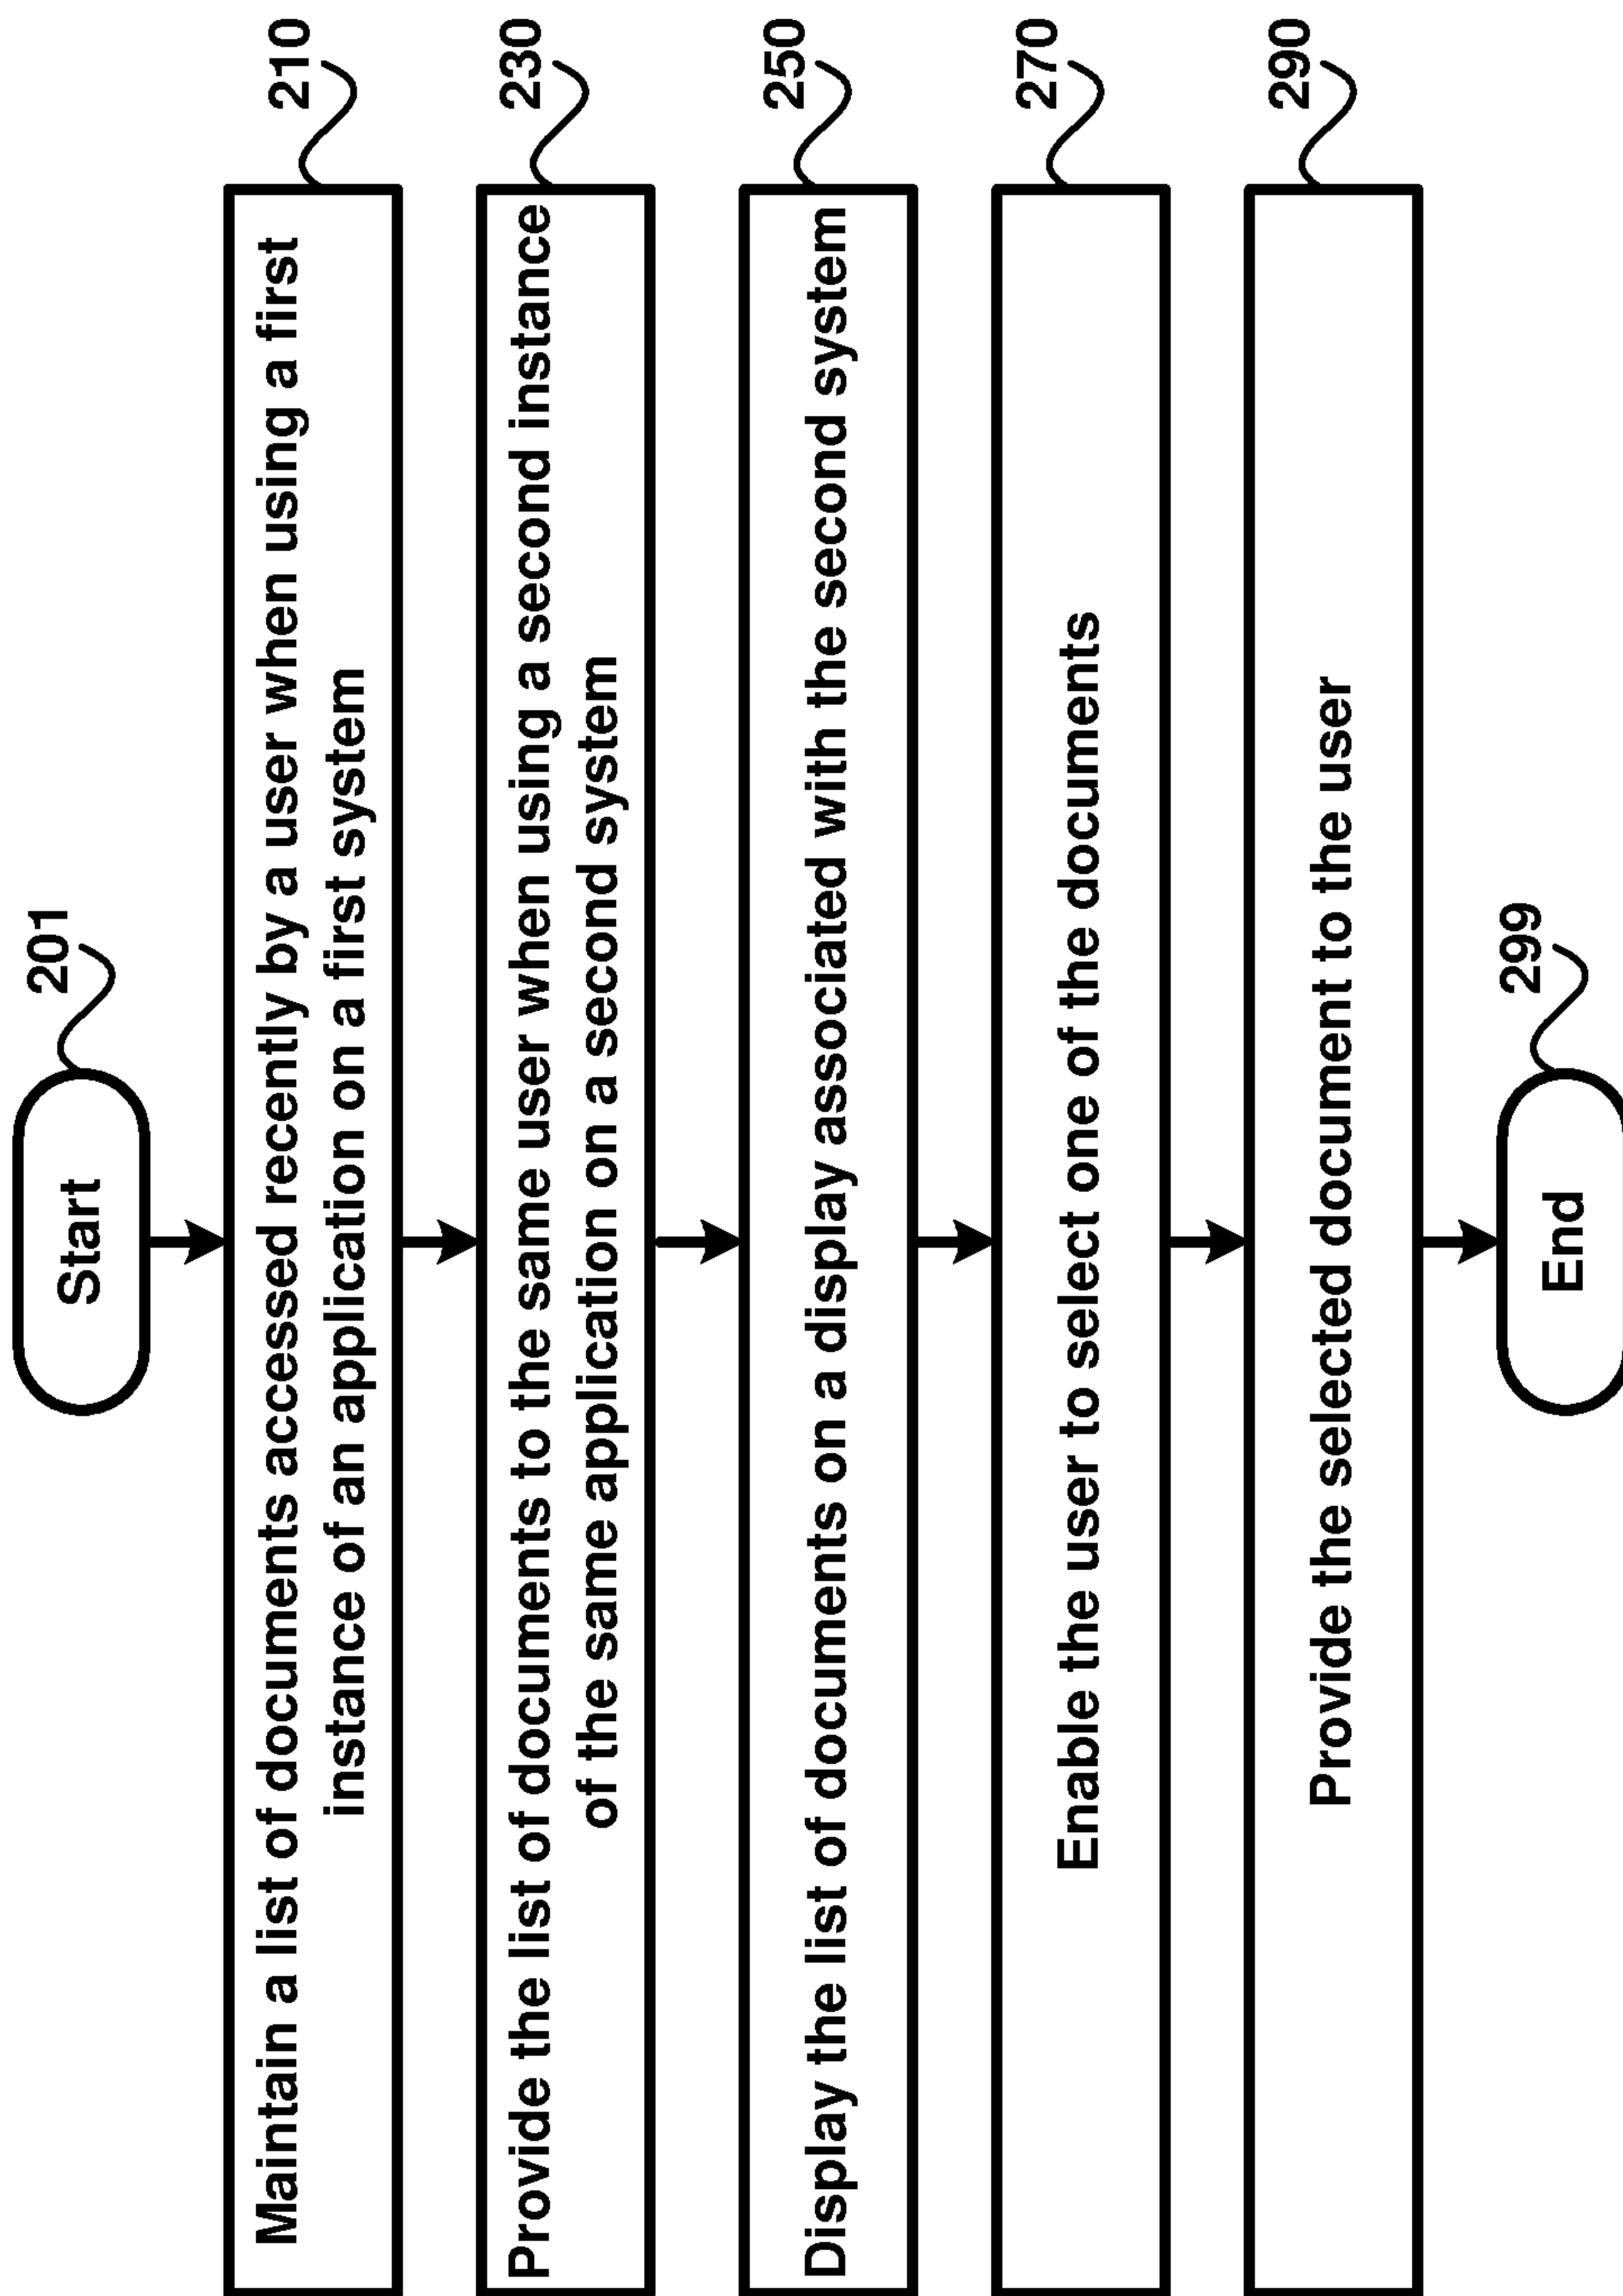 Start
201
Maintain a list of documents accessed recently by a user when using a first
instance of an application on a first system
210
Provide the list of documents to the same user when using a second instance
of the same application on a second system
230
Display the list of documents on a display associated with the second system
250
Enable the user to select one of the documents
270
Provide the selected document to the user
290
End
299